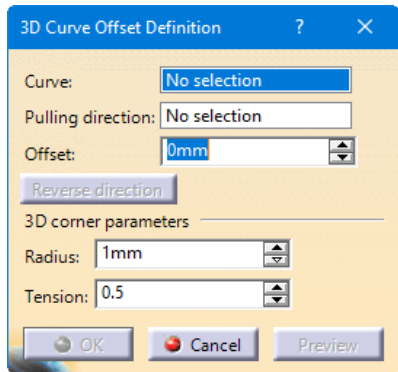 3D Curve Offset Definition ?
Curve: No selection
Pulling direction: No selection
Offset: 0mm
Reverse direction
3D corner parameters
Radius: 1mm
Tension: 0.5
OK Cancel Preview